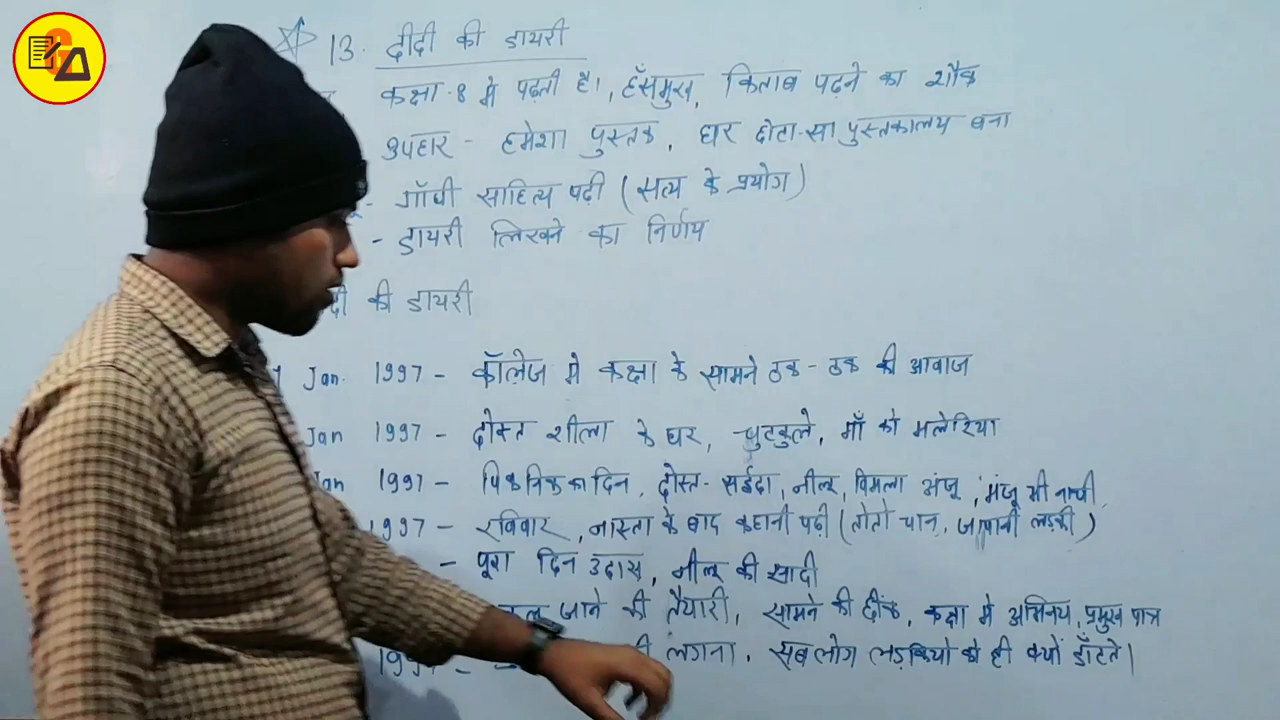 13. दीदी की डायरी
कक्षा-8 में पढ़ती है।, हँसमुख, किताब पढ़ने का शौक
उपहार - हमेशा पुस्तक, घर छोटा-सा पुस्तकालय बना
- गाँधी साहित्य पढ़ी (सत्य के प्रयोग)
- डायरी लिखने का निर्णय
की डायरी
Jan. 1997 - कॉलेज में कक्षा के सामने ठक-ठक की आवाज
Jan 1997 - दोस्त शीला के घर, चुटकुले, माँ को मलेरिया
Jan 1997 - पिकनिक का दिन, दोस्त- सईदा, नीलू, विमला अंजू, मंजू भी नाची
1997 - रविवार, नास्ता के बाद कहानी पढ़ी (तोतो चान, जापानी लड़की)
- पूरा दिन उदास, नीलू की शादी
जाने की तैयारी, सामने की छींक, कक्षा में अभिनय, प्रमुख पात्र
1997 - लगना, सब लोग लड़कियों को ही क्यों डाँटते।